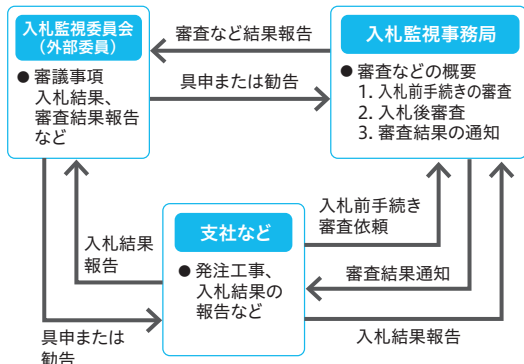 入札監視委員会
（外部委員）
● 審議事項
入札結果、
審査結果報告
など
審査など結果報告
具申または勧告
入札監視事務局
● 審査などの概要
1. 入札前手続きの審査
2. 入札後審査
3. 審査結果の通知
入札結果
報告
具申または
勧告
支社など
● 発注工事、
入札結果の
報告など
入札前手続き
審査依頼
審査結果通知
入札結果報告